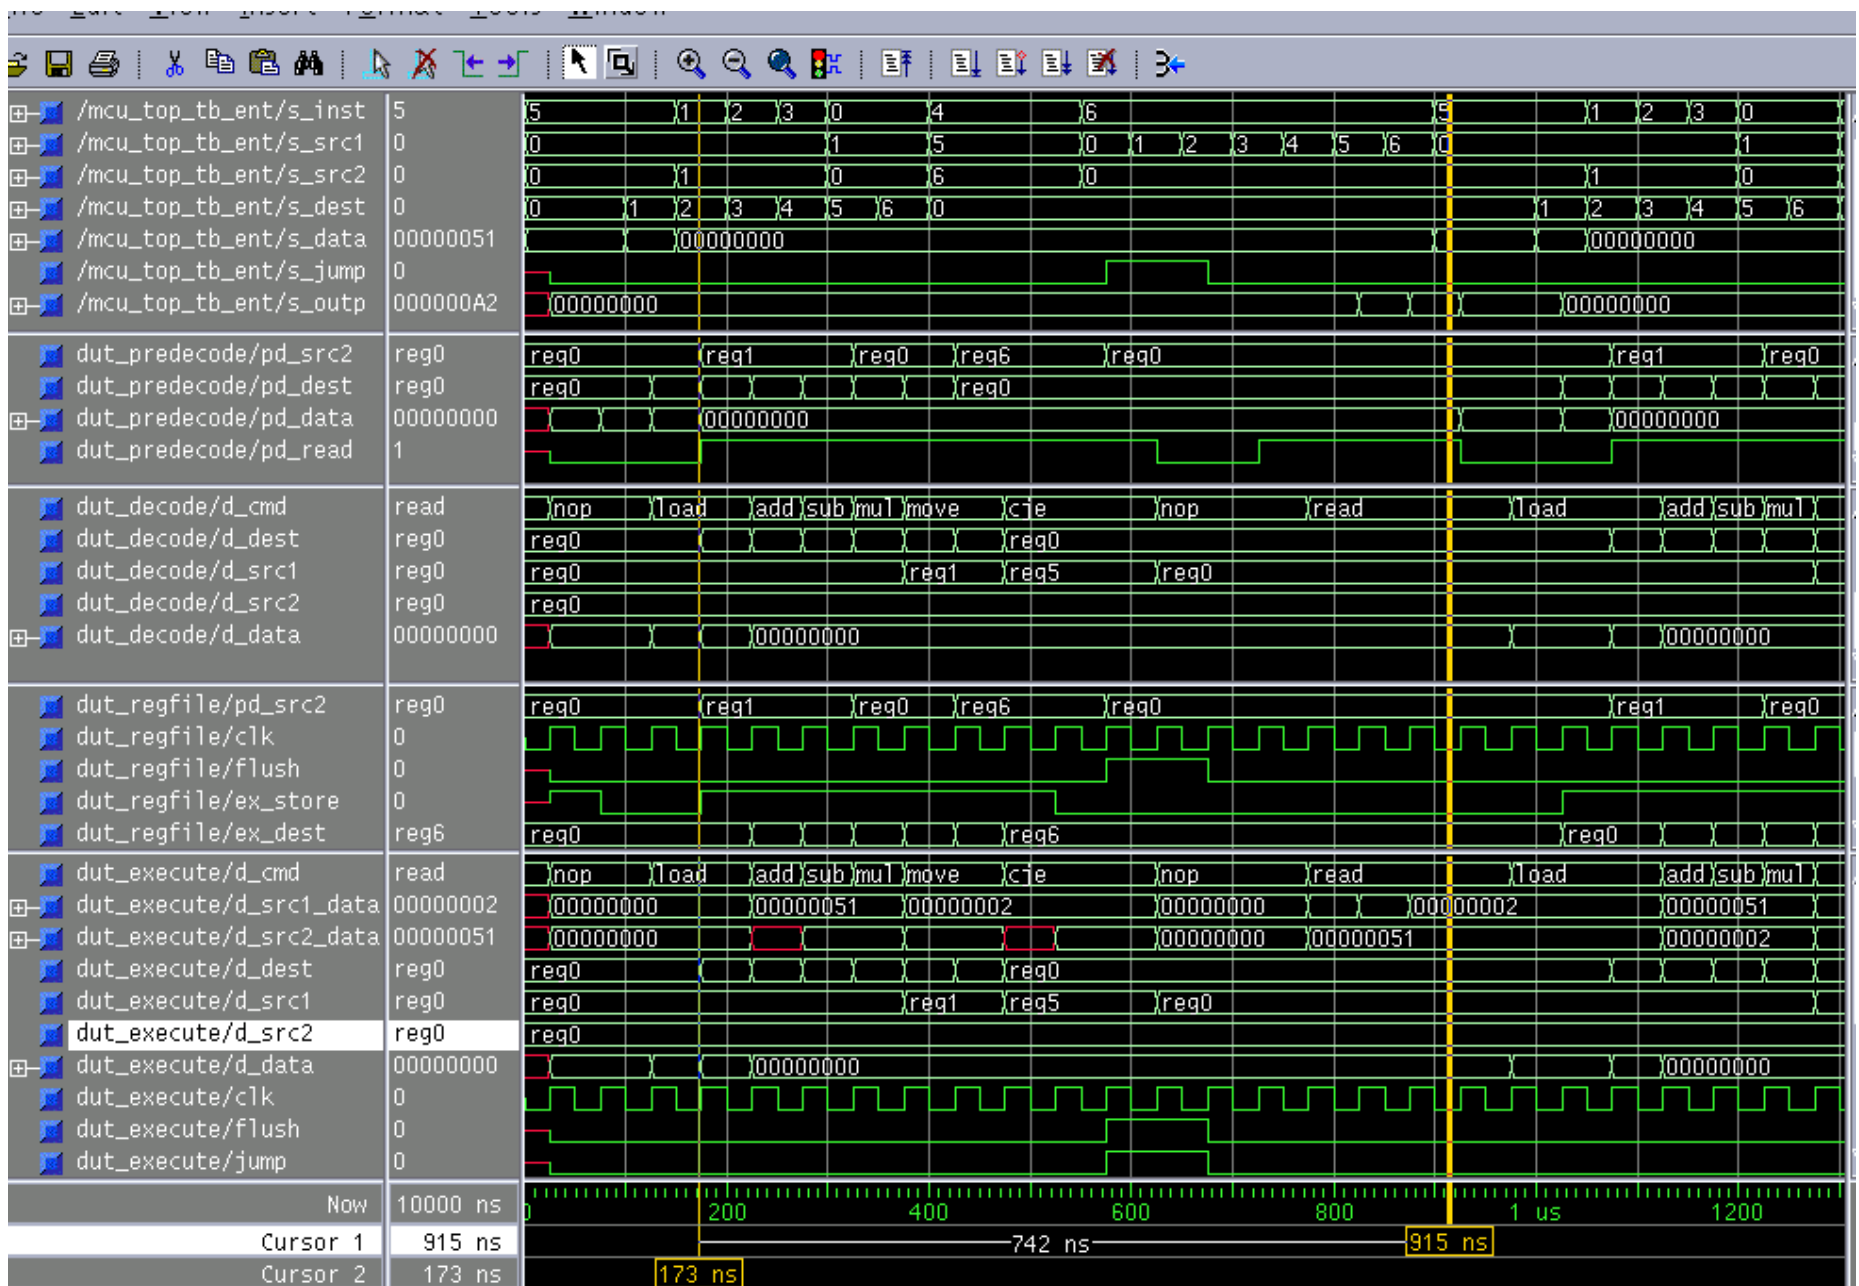 /mcu_top_tb_ent/s_inst 5 5 1 2 3 0 4 6 5 1 2 3 0
/mcu_top_tb_ent/s_src1 0 0 1 5 0 1 2 3 4 5 6 0 1
/mcu_top_tb_ent/s_src2 0 0 1 0 6 0 1 0
/mcu_top_tb_ent/s_dest 0 0 1 2 3 4 5 6 0 1 2 3 4 5 6
/mcu_top_tb_ent/s_data 00000051 00000000 00000000
/mcu_top_tb_ent/s_jump 0
/mcu_top_tb_ent/s_outp 000000A2 00000000 00000000
dut_predecode/pd_src2 reg0 reg0 reg1 reg0 reg6 reg0 reg1 reg0
dut_predecode/pd_dest reg0 reg0 reg0
dut_predecode/pd_data 00000000 00000000 00000000
dut_predecode/pd_read 1
dut_decode/d_cmd read nop load add sub mul move cje nop read load add sub mul
dut_decode/d_dest reg0 reg0 reg0
dut_decode/d_src1 reg0 reg0 reg1 reg5 reg0
dut_decode/d_src2 reg0 reg0
dut_decode/d_data 00000000 00000000 00000000
dut_regfile/pd_src2 reg0 reg0 reg1 reg0 reg6 reg0 reg1 reg0
dut_regfile/clk 0
dut_regfile/flush 0
dut_regfile/ex_store 0
dut_regfile/ex_dest reg6 reg0 reg6 reg0
dut_execute/d_cmd read nop load add sub mul move cje nop read load add sub mul
dut_execute/d_src1_data 00000002 00000000 00000051 00000002 00000000 00000002 00000051
dut_execute/d_src2_data 00000051 00000000 00000000 00000051 00000002
dut_execute/d_dest reg0 reg0 reg0
dut_execute/d_src1 reg0 reg0 reg1 reg5 reg0
dut_execute/d_src2 reg0 reg0
dut_execute/d_data 00000000 00000000 00000000
dut_execute/clk 0
dut_execute/flush 0
dut_execute/jump 0
Now 10000 ns 0 200 400 600 800 1 us 1200
Cursor 1 915 ns 742 ns 915 ns
Cursor 2 173 ns 173 ns